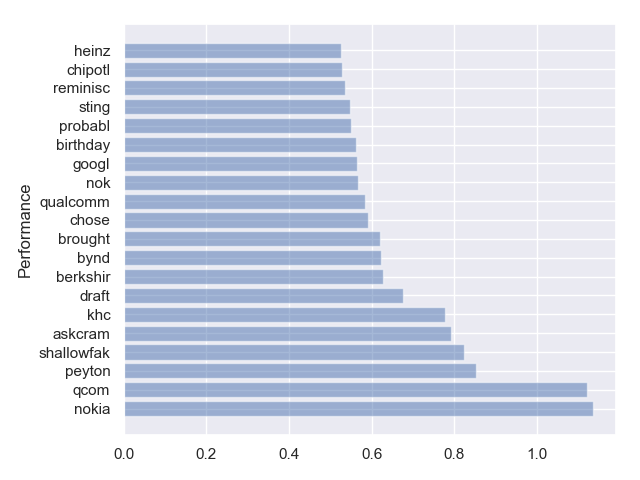 heinz
chipotl
reminisc
sting
probabl
birthday
googl
nok
qualcomm
chose
brought
bynd
berkshir
draft
khc
askcram
shallowfak
peyton
qcom
nokia
Performance
0.0 0.2 0.4 0.6 0.8 1.0